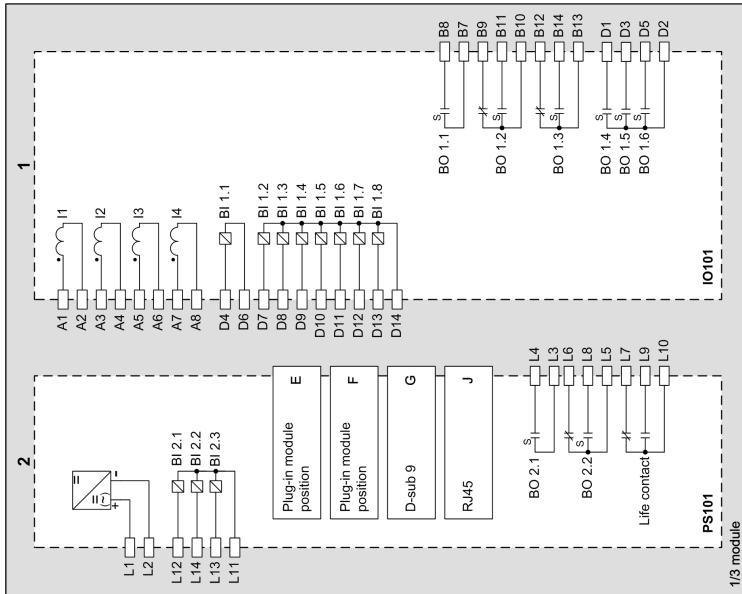 2
L1
L2
+
-
L12 BI 2.1
L14 BI 2.2
L13 BI 2.3
L11
Plug-in module
position
E
Plug-in module
position
F
D-sub 9 G
RJ45 J
BO 2.1
S
L4
L3
L6
BO 2.2
S
L8
L5
L7
Life contact
L9
L10
PS101
1
A1 I1
A2
A3 I2
A4
A5 I3
A6
A7 I4
A8
D4 BI 1.1
D6
D7 BI 1.2
D8 BI 1.3
D9 BI 1.4
D10 BI 1.5
D11 BI 1.6
D12 BI 1.7
D13 BI 1.8
D14
BO 1.1
S
B8
B7
B9
BO 1.2
S
B11
B10
B12
BO 1.3
S
B14
B13
BO 1.4
S
D1
BO 1.5
S
D3
BO 1.6
S
D5
D2
IO101
1/3 module